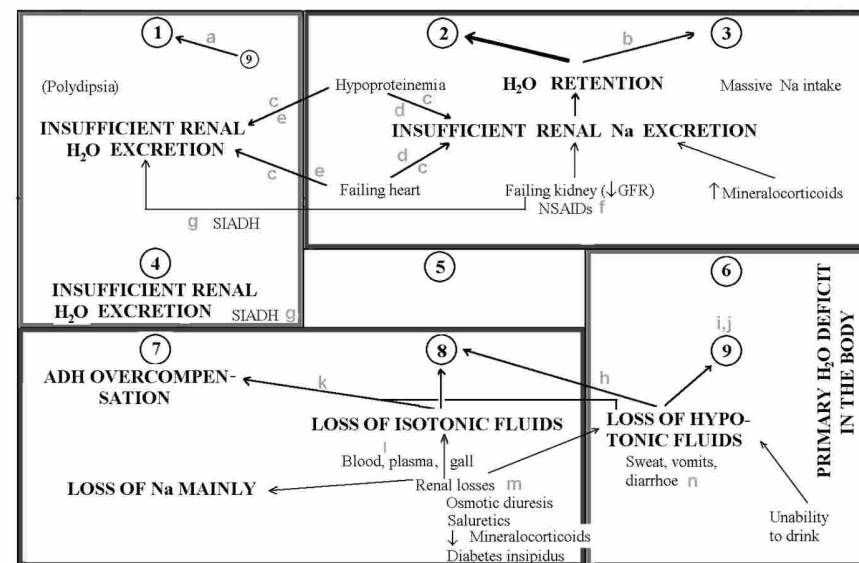 1
a
9
(Polydipsia)
INSUFFICIENT RENAL
H₂O EXCRETION
c
e
c
e
g SIADH
2
b
3
H₂O RETENTION
Massive Na intake
Hypoproteinemia
d c
INSUFFICIENT RENAL Na EXCRETION
d c
Failing heart
Failing kidney (↓GFR)
NSAIDs f
↑ Mineralocorticoids
4
INSUFFICIENT RENAL
H₂O EXCRETION
SIADH g
5
6
i,j
9
h
LOSS OF HYPO-
TONIC FLUIDS
Sweat, vomits,
diarrhoe n
Unability
to drink
PRIMARY H₂O DEFICIT
IN THE BODY
7
ADH OVERCOMPEN-
SATION
k
8
LOSS OF ISOTONIC FLUIDS
l
Blood, plasma, gall
LOSS OF Na MAINLY
Renal losses m
Osmotic diuresis
Saluretics
↓ Mineralocorticoids
Diabetes insipidus